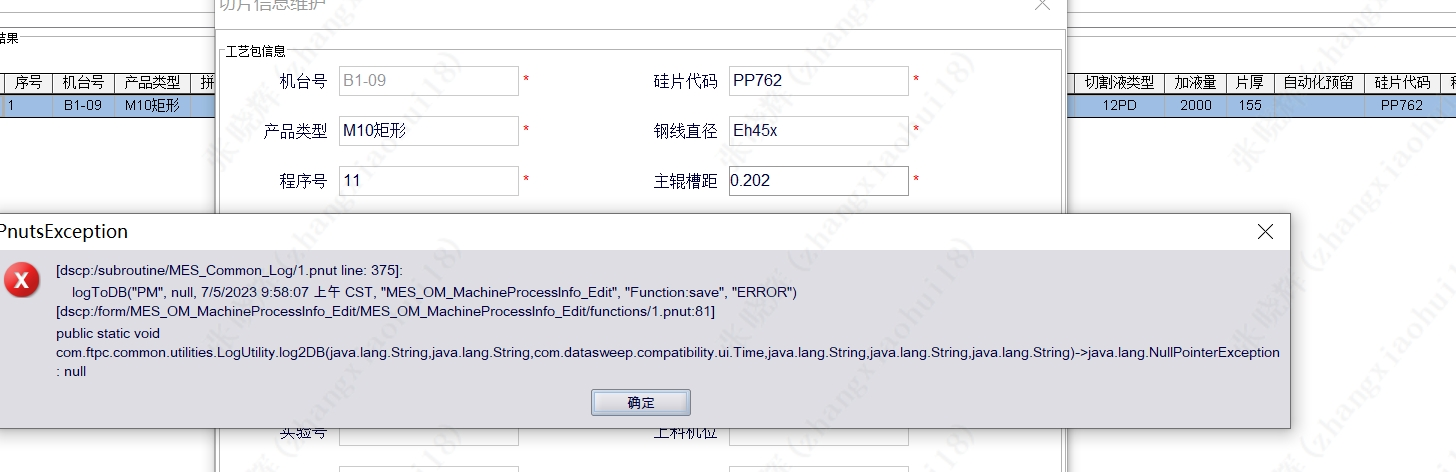 切片信息维护
结果
工艺包信息
序号 机台号 产品类型 拼
切割液类型 加液量 片厚 自动化预留 硅片代码
1 B1-09 M10矩形
12PD 2000 155 PP762
机台号 B1-09 * 硅片代码 PP762 *
产品类型 M10矩形 * 钢线直径 Eh45x *
程序号 11 * 主辊槽距 0.202 *
PnutsException
[dscp:/subroutine/MES_Common_Log/1.pnut line: 375]:
logToDB("PM", null, 7/5/2023 9:58:07 上午 CST, "MES_OM_MachineProcessInfo_Edit", "Function:save", "ERROR")
[dscp:/form/MES_OM_MachineProcessInfo_Edit/MES_OM_MachineProcessInfo_Edit/functions/1.pnut:81]
public static void
com.ftpc.common.utilities.LogUtility.log2DB(java.lang.String,java.lang.String,com.datasweep.compatibility.ui.Time,java.lang.String,java.lang.String,java.lang.String)->java.lang.NullPointerException
: null
确定
实验号 上料机位
张晓辉 (zhangxiaohui18)
张晓辉 (zhangxiaohui18)
张晓辉 (zhangxiaohui18)